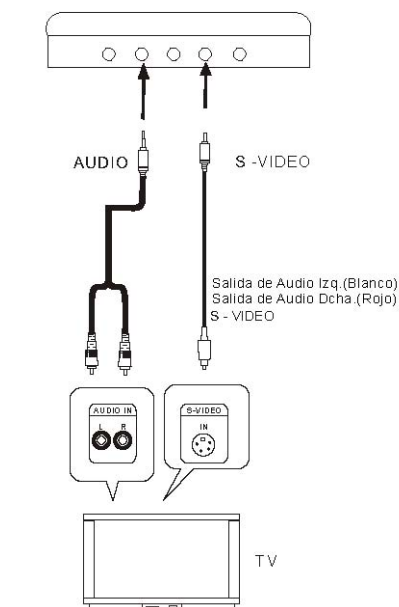 AUDIO
S -VIDEO
Salida de Audio Izq.(Blanco)
Salida de Audio Dcha.(Rojo)
S - VIDEO
AUDIO IN
L R
S-VIDEO
IN
TV